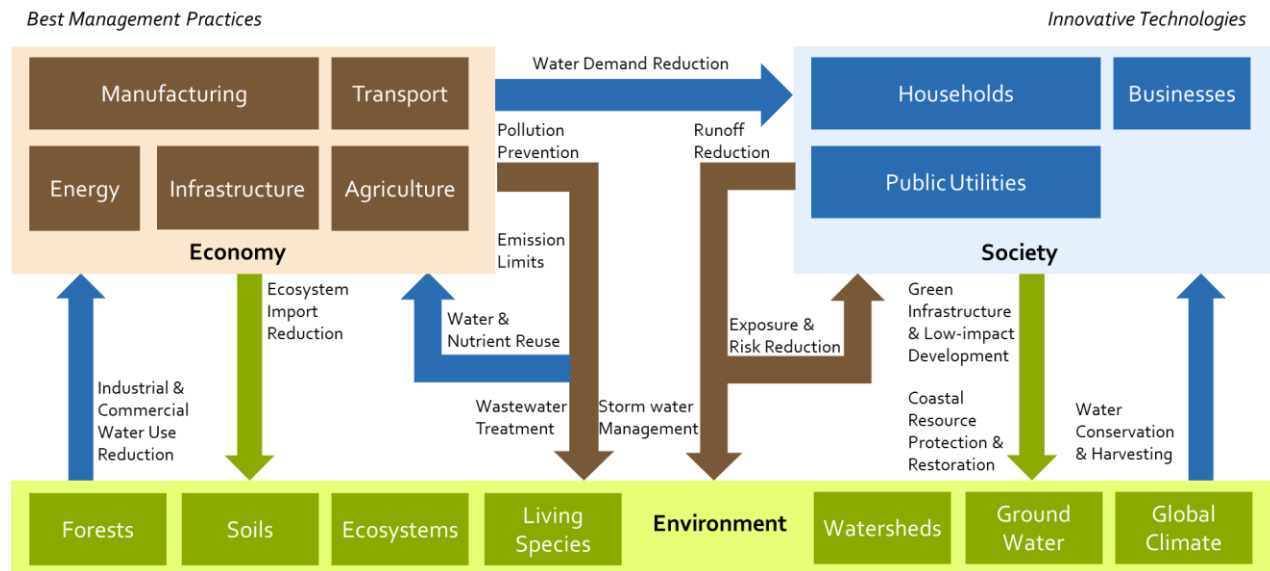 Best Management Practices
Innovative Technologies
Manufacturing
Transport
Energy
Infrastructure
Agriculture
Economy
Water Demand Reduction
Households
Businesses
Public Utilities
Society
Pollution
Prevention
Runoff
Reduction
Emission
Limits
Ecosystem
Import
Reduction
Water &
Nutrient Reuse
Exposure &
Risk Reduction
Green
Infrastructure
& Low-impact
Development
Industrial &
Commercial
Water Use
Reduction
Wastewater
Treatment
Storm water
Management
Coastal
Resource
Protection &
Restoration
Water
Conservation
& Harvesting
Forests
Soils
Ecosystems
Living
Species
Environment
Watersheds
Ground
Water
Global
Climate